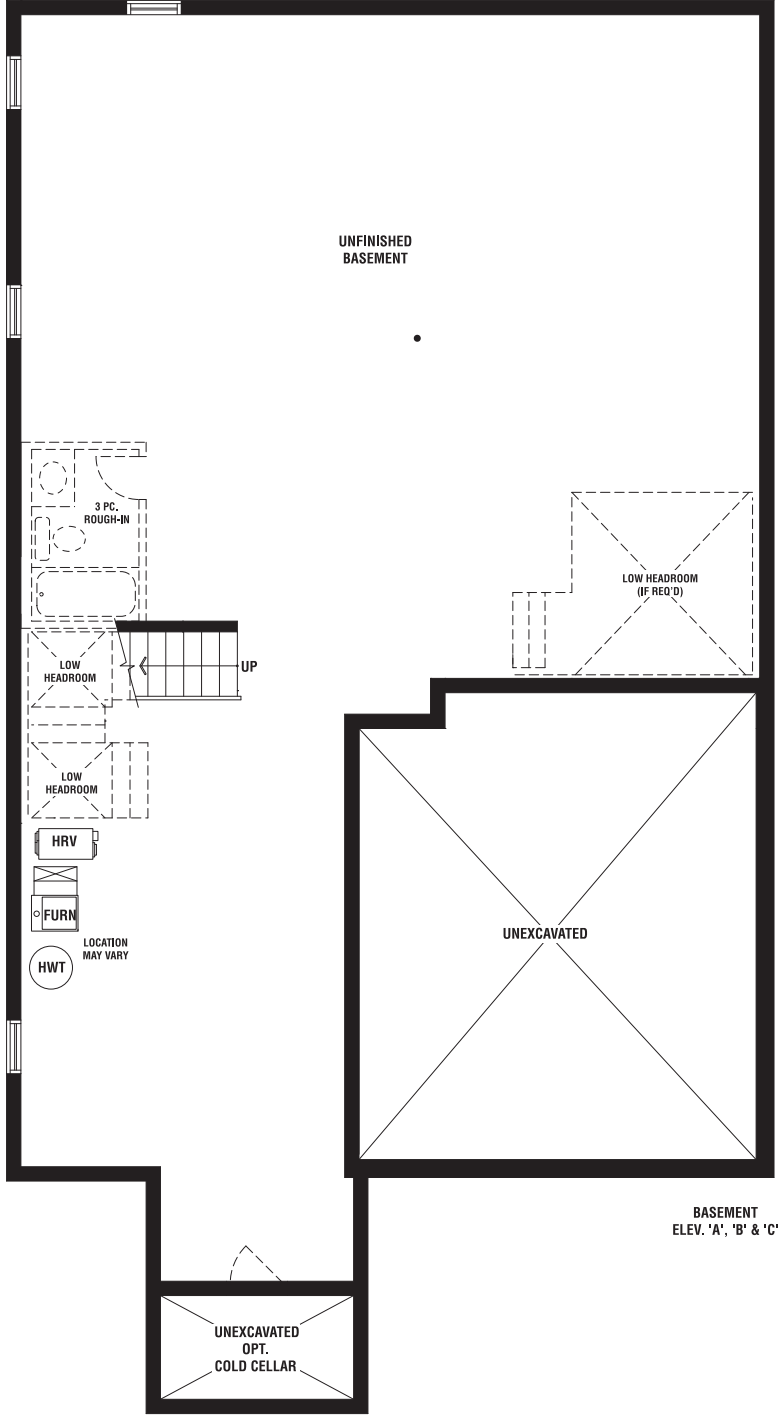 UNFINISHED
BASEMENT
3 PC.
ROUGH-IN
LOW HEADROOM
(IF REQ'D)
LOW
HEADROOM
UP
LOW
HEADROOM
HRV
FURN
LOCATION
MAY VARY
HWT
UNEXCAVATED
BASEMENT
ELEV. 'A', 'B' & 'C'
UNEXCAVATED
OPT.
COLD CELLAR